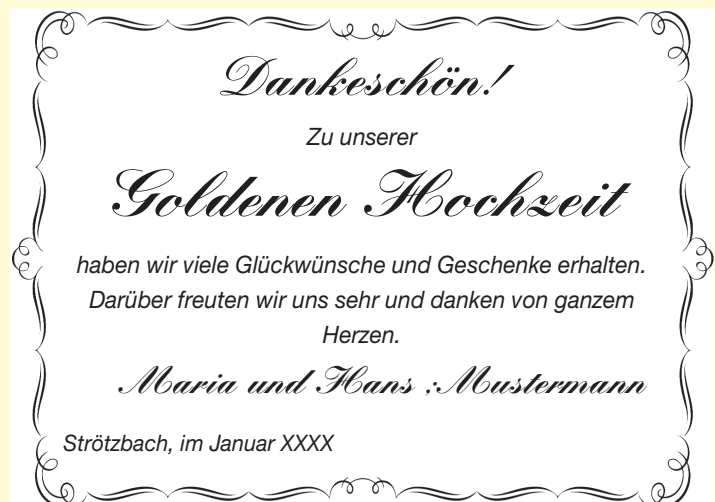 Dankeschön!
Zu unserer
Goldenen Hochzeit
haben wir viele Glückwünsche und Geschenke erhalten.
Darüber freuten wir uns sehr und danken von ganzem
Herzen.
Maria und Hans Mustermann
Strötzbach, im Januar XXXX